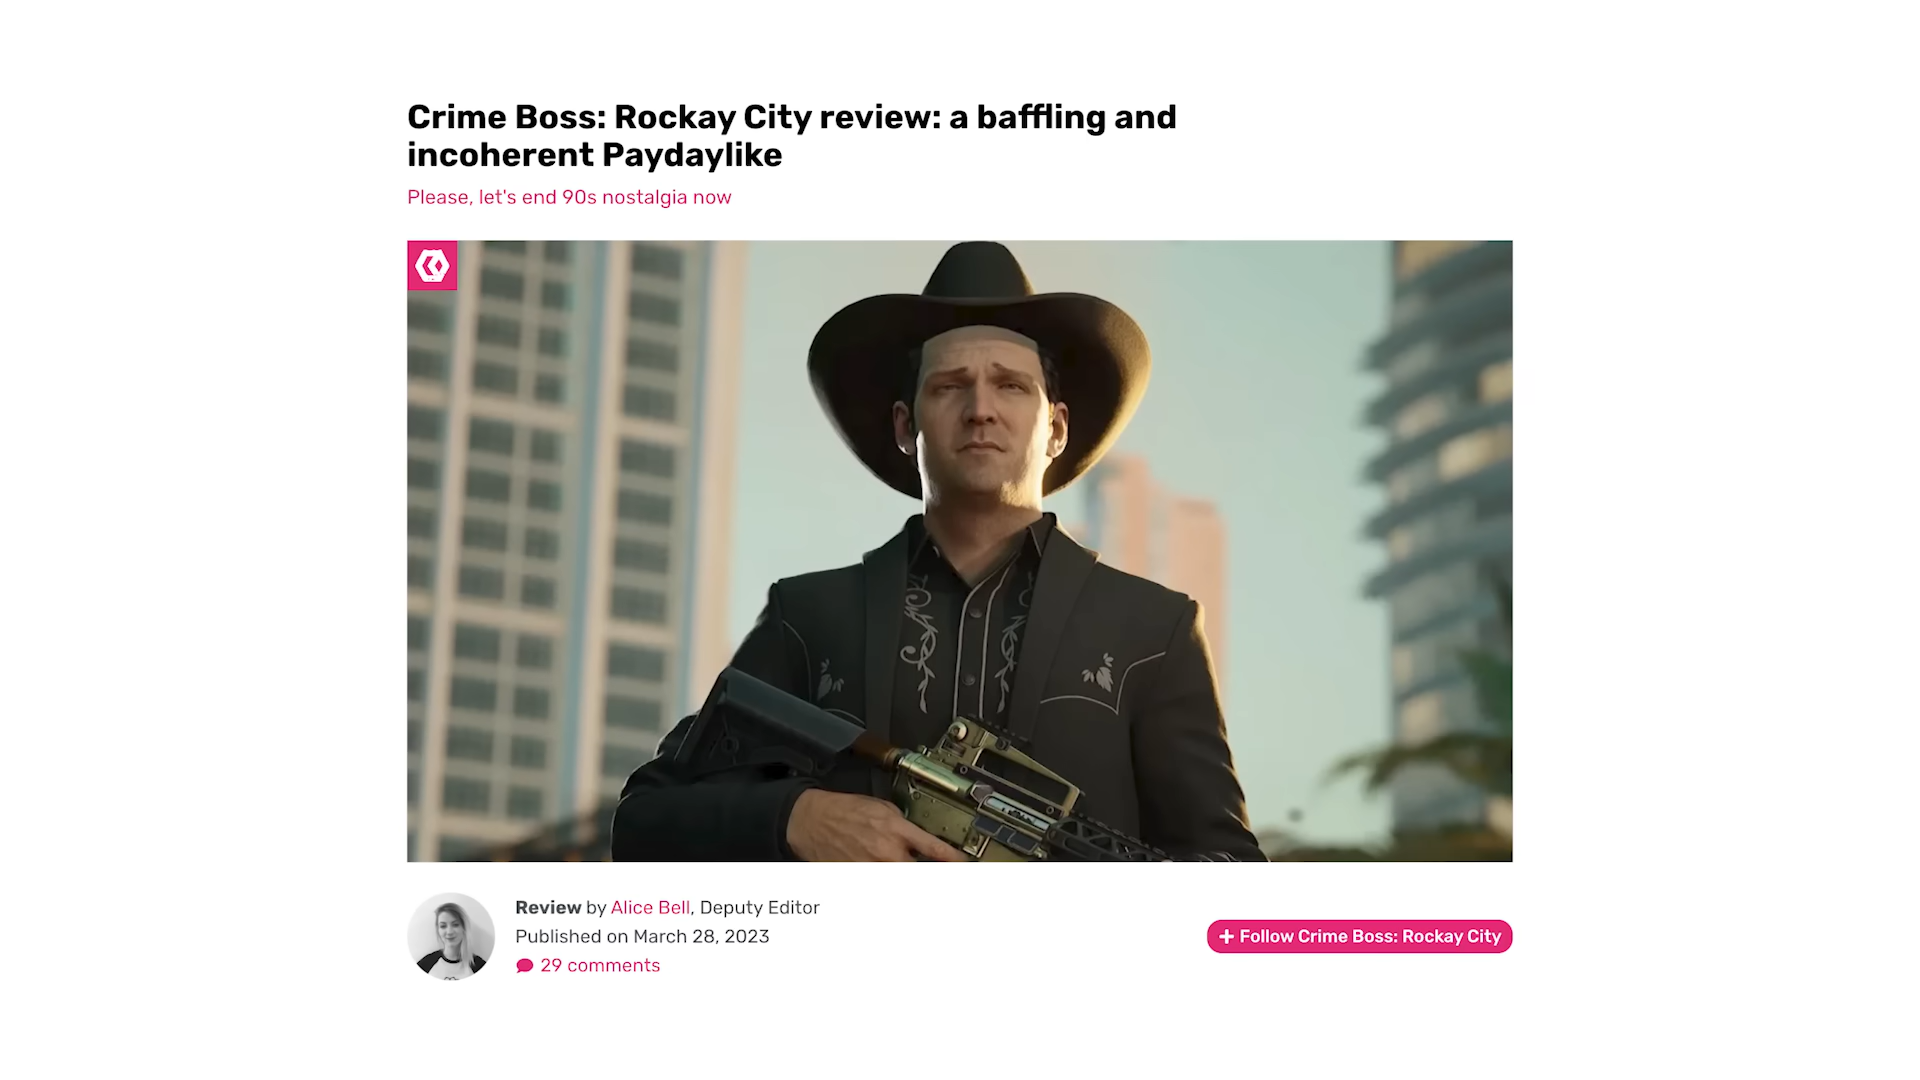 Crime Boss: Rockay City review: a baffling and
incoherent Paydaylike
Please, let's end 90s nostalgia now
Review by Alice Bell, Deputy Editor
Published on March 28, 2023
29 comments
+ Follow Crime Boss: Rockay City